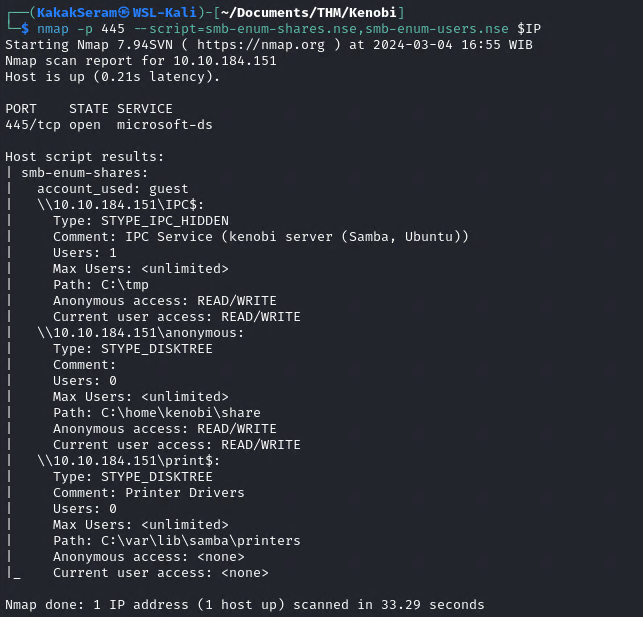 ┌──(KakakSeram㉿WSL-Kali)-[~/Documents/THM/Kenobi]
└─$ nmap -p 445 --script=smb-enum-shares.nse,smb-enum-users.nse $IP
Starting Nmap 7.94SVN ( https://nmap.org ) at 2024-03-04 16:55 WIB
Nmap scan report for 10.10.184.151
Host is up (0.21s latency).

PORT    STATE SERVICE
445/tcp open  microsoft-ds

Host script results:
| smb-enum-shares:
|   account_used: guest
|   \\10.10.184.151\IPC$:
|     Type: STYPE_IPC_HIDDEN
|     Comment: IPC Service (kenobi server (Samba, Ubuntu))
|     Users: 1
|     Max Users: <unlimited>
|     Path: C:\tmp
|     Anonymous access: READ/WRITE
|     Current user access: READ/WRITE
|   \\10.10.184.151\anonymous:
|     Type: STYPE_DISKTREE
|     Comment:
|     Users: 0
|     Max Users: <unlimited>
|     Path: C:\home\kenobi\share
|     Anonymous access: READ/WRITE
|     Current user access: READ/WRITE
|   \\10.10.184.151\print$:
|     Type: STYPE_DISKTREE
|     Comment: Printer Drivers
|     Users: 0
|     Max Users: <unlimited>
|     Path: C:\var\lib\samba\printers
|     Anonymous access: <none>
|_    Current user access: <none>

Nmap done: 1 IP address (1 host up) scanned in 33.29 seconds